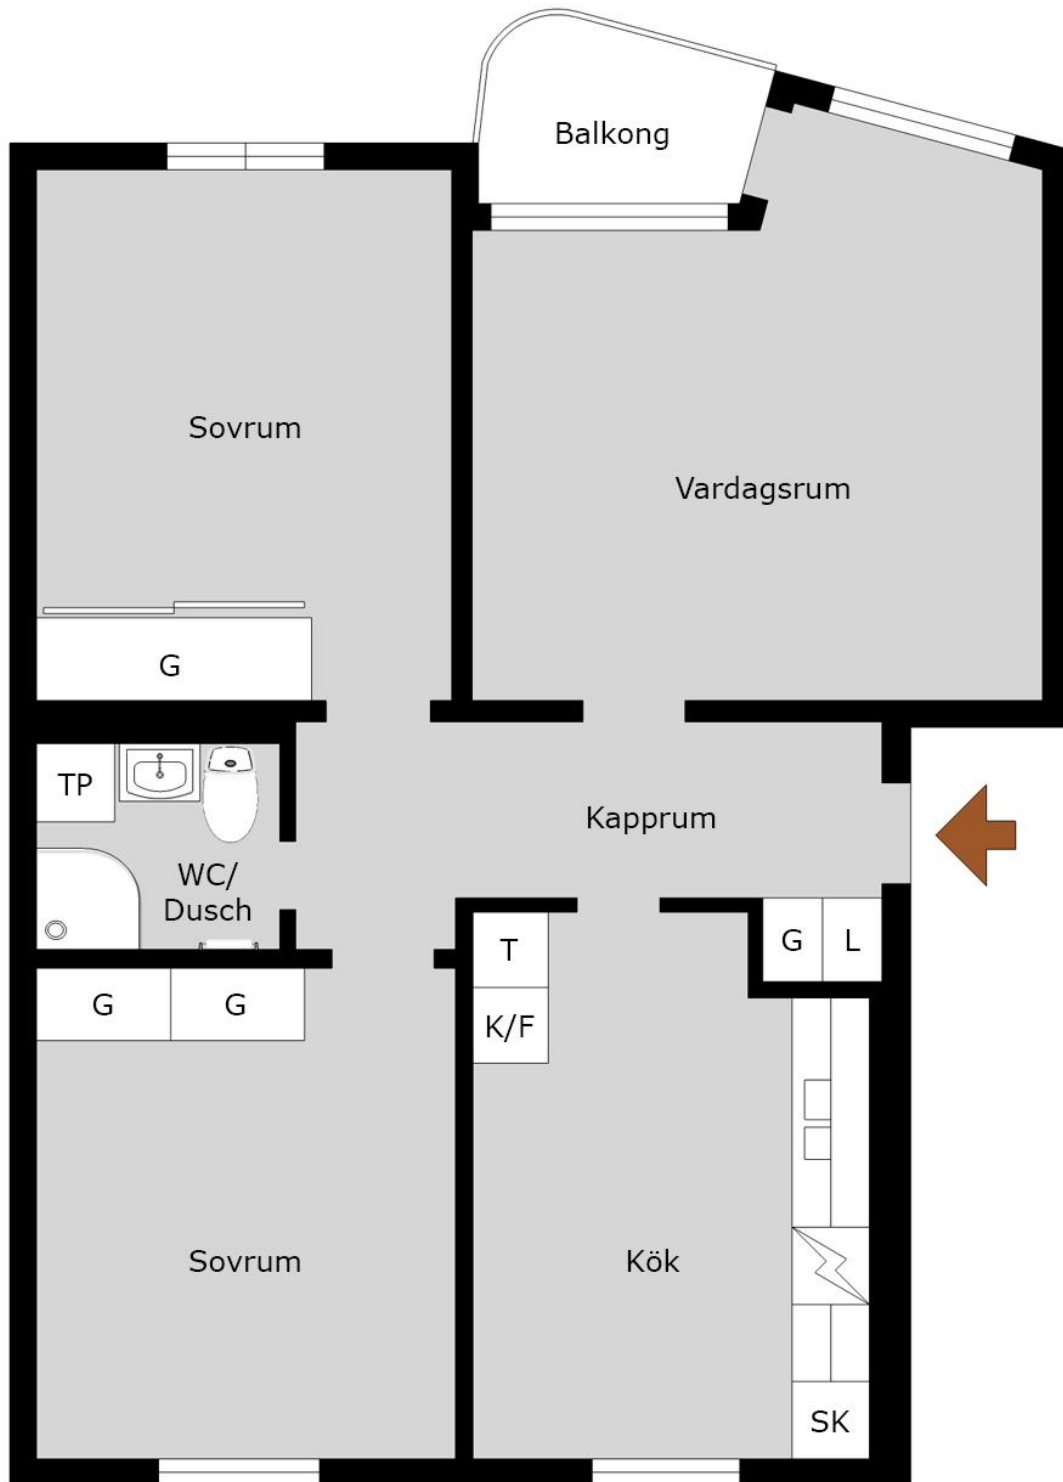 Balkong
Sovrum
Vardagsrum
G
TP
Kapprum
WC/
Dusch
T
G
L
G
G
K/F
Sovrum
Kök
SK